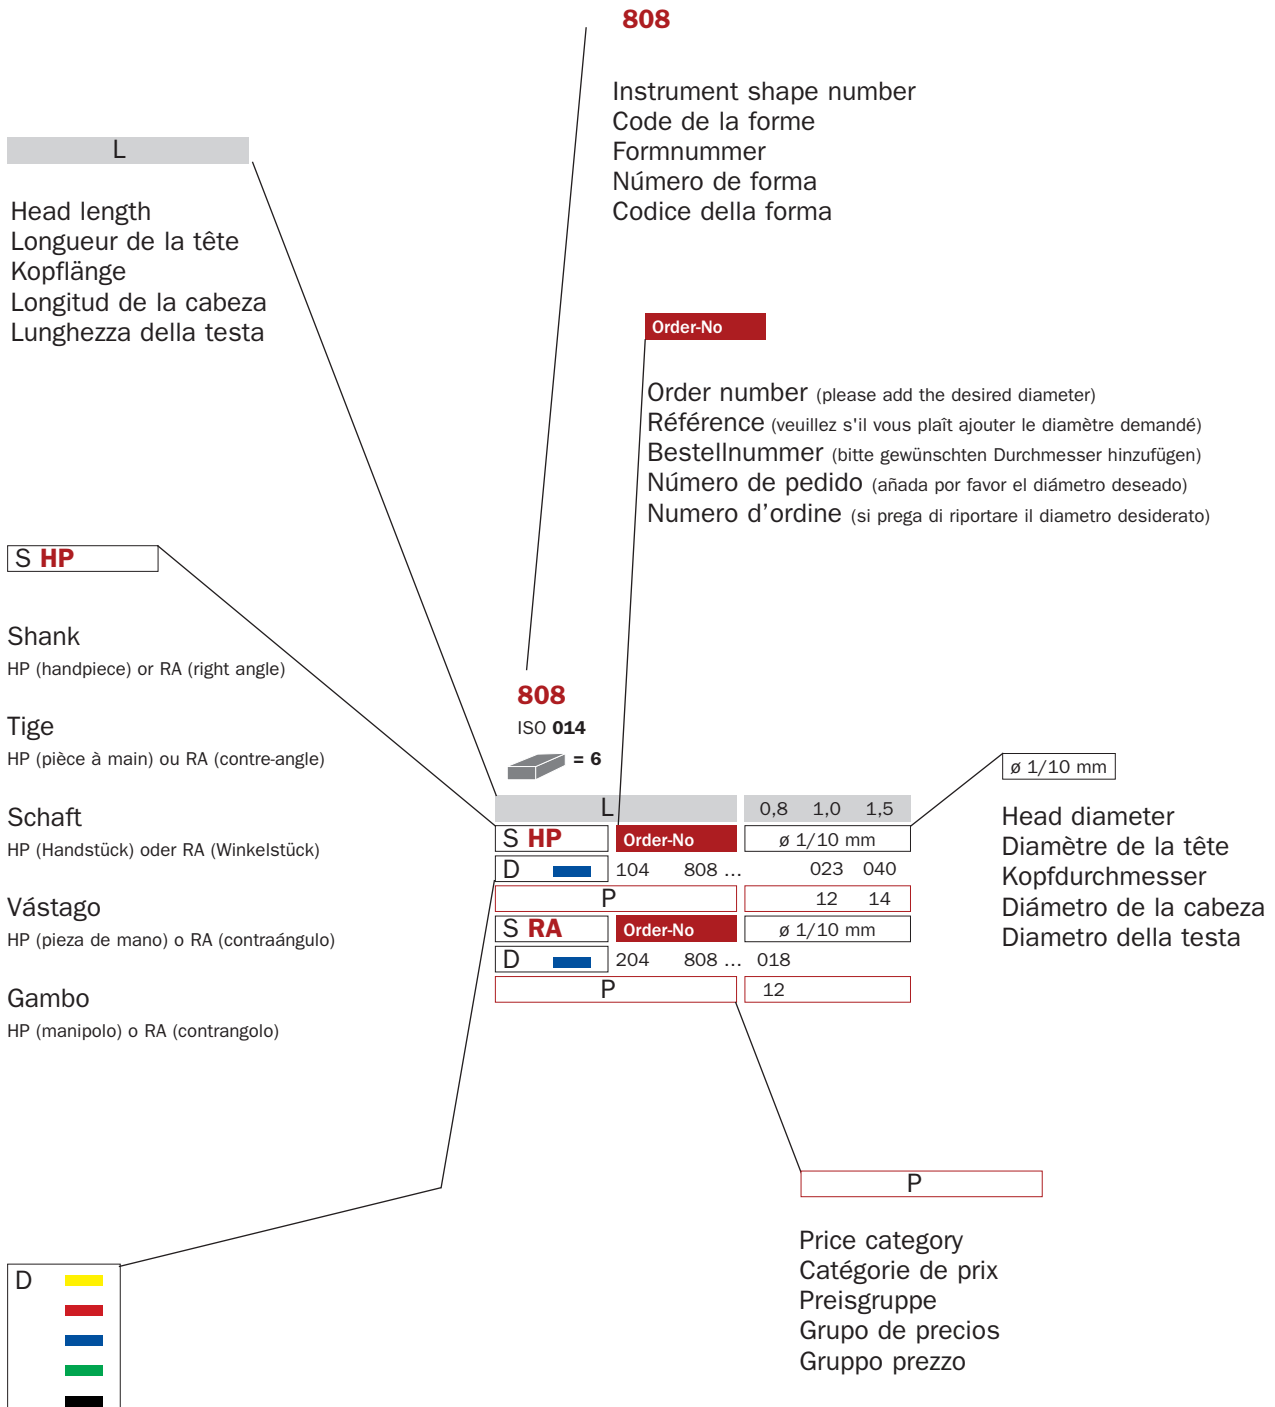 808
Instrument shape number
Code de la forme
Formnummer
Número de forma
Codice della forma
L
Head length
Longueur de la tête
Kopflänge
Longitud de la cabeza
Lunghezza della testa
Order-No
Order number (please add the desired diameter)
Référence (veuillez s'il vous plaît ajouter le diamètre demandé)
Bestellnummer (bitte gewünschten Durchmesser hinzufügen)
Número de pedido (añada por favor el diámetro deseado)
Numero d’ordine (si prega di riportare il diametro desiderato)
S HP
Shank
HP (handpiece) or RA (right angle)
Tige
HP (pièce à main) ou RA (contre-angle)
Schaft
HP (Handstück) oder RA (Winkelstück)
Vástago
HP (pieza de mano) o RA (contraángulo)
Gambo
HP (manipolo) o RA (contrangolo)
808
ISO 014
= 6
L 0,8 1,0 1,5
S HP Order-No ø 1/10 mm
D 104 808 ... 023 040
P 12 14
S RA Order-No ø 1/10 mm
D 204 808 ... 018
P 12
ø 1/10 mm
Head diameter
Diamètre de la tête
Kopfdurchmesser
Diámetro de la cabeza
Diametro della testa
P
Price category
Catégorie de prix
Preisgruppe
Grupo de precios
Gruppo prezzo
D